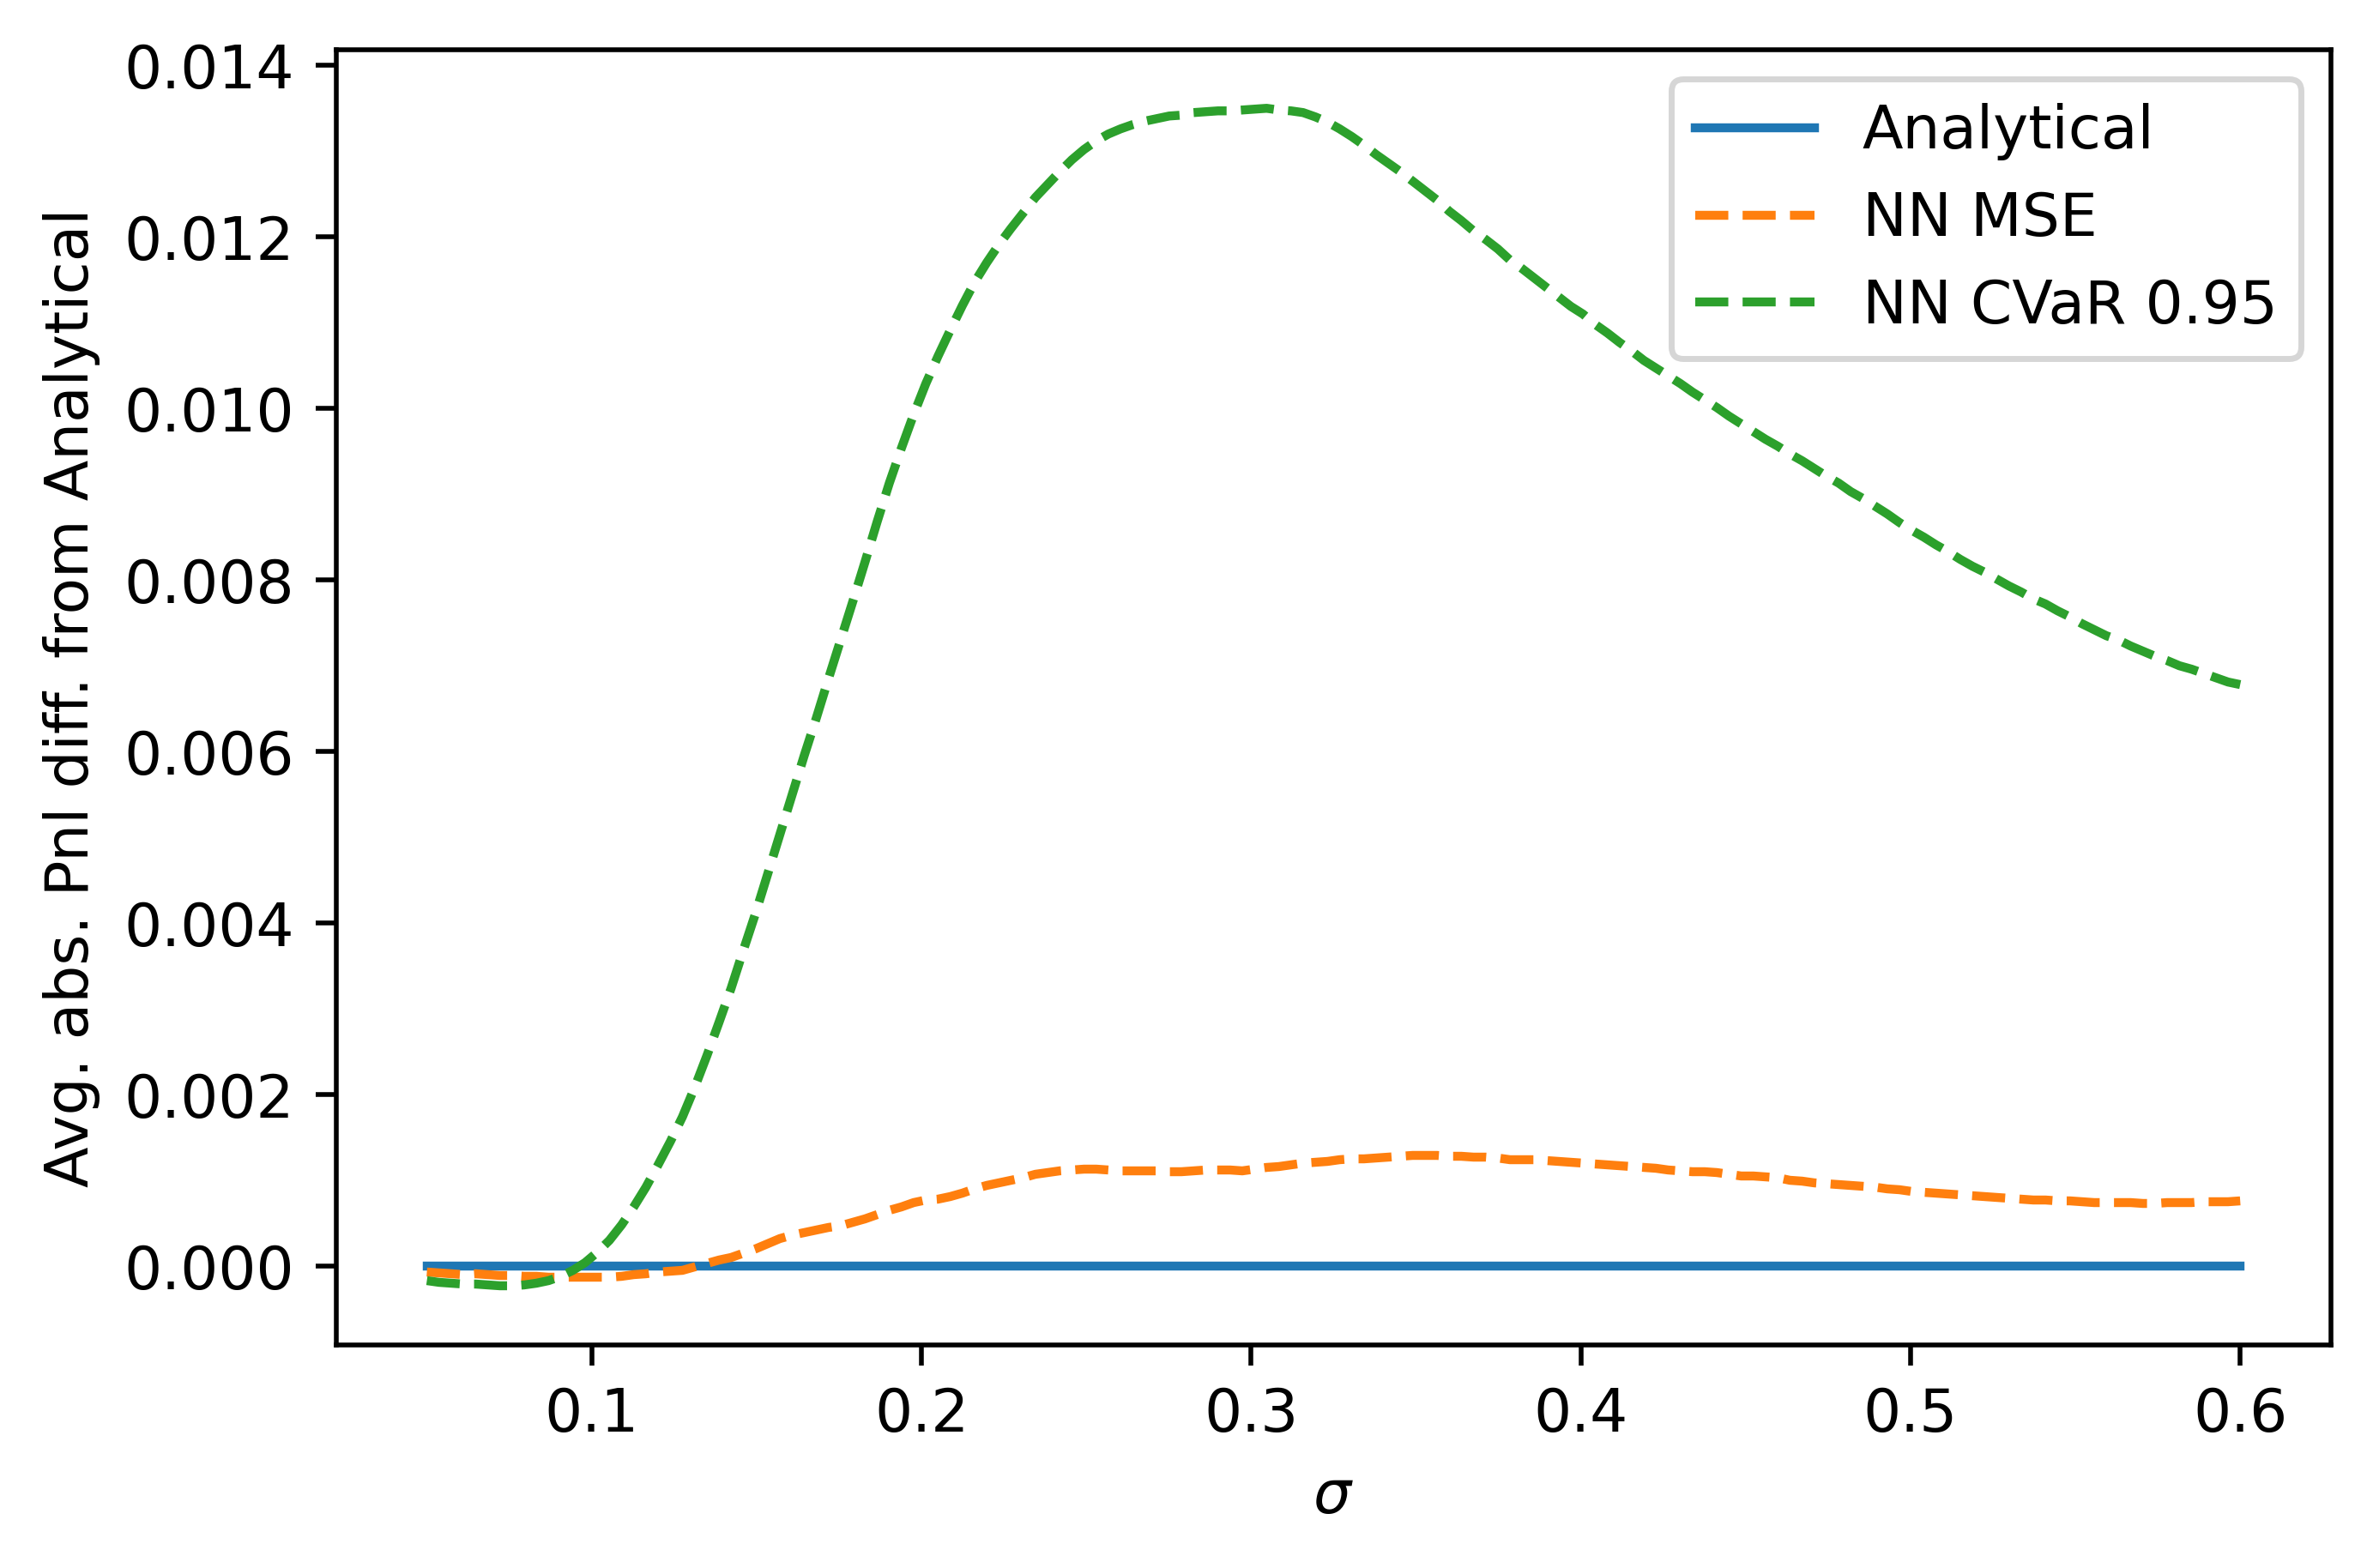 Avg. abs. Pnl diff. from Analytical
0.014
0.012
0.010
0.008
0.006
0.004
0.002
0.000
Analytical
NN MSE
NN CVaR 0.95
0.1 0.2 0.3 0.4 0.5 0.6
σ